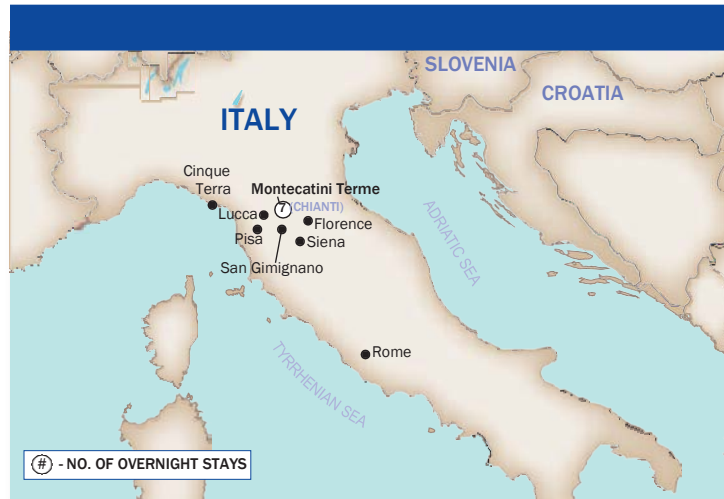 SLOVENIA
CROATIA
ITALY
Cinque
Terra
Montecatini Terme
7 (CHIANTI)
Lucca
Florence
Pisa
Siena
San Gimignano
ADRIATIC SEA
Rome
TYRRHENIAN SEA
# - NO. OF OVERNIGHT STAYS